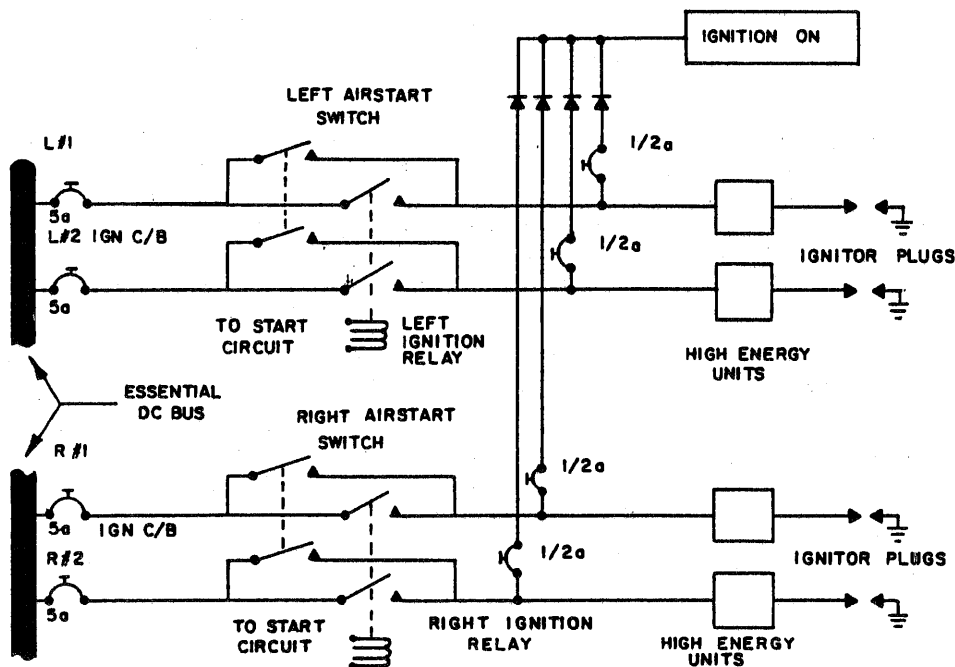 IGNITION ON
LEFT AIRSTART
SWITCH
L#1
1/2a
5a
L#2 IGN C/B
1/2a
IGNITOR PLUGS
5a
TO START
CIRCUIT
LEFT
IGNITION
RELAY
HIGH ENERGY
UNITS
ESSENTIAL
DC BUS
RIGHT AIRSTART
SWITCH
R#1
1/2a
5a
IGN C/B
R#2
1/2a
IGNITOR PLUGS
5a
TO START
CIRCUIT
RIGHT IGNITION
RELAY
HIGH ENERGY
UNITS